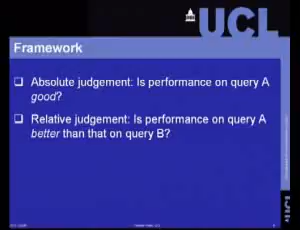 UCL
Framework
Absolute judgement: Is performance on query A
good?
Relative judgement: Is performance on query A
better than that on query B?
UCL